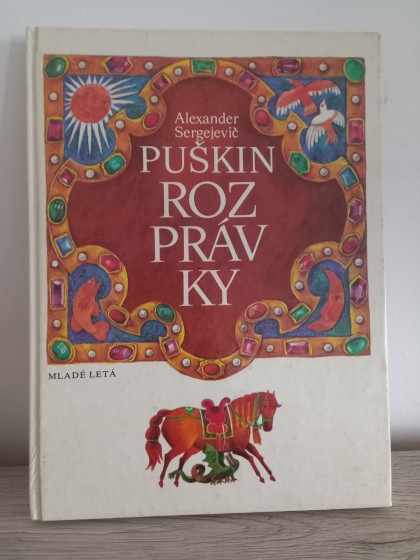 Alexander
Sergejevič
PUŠKIN
ROZ
PRÁV
KY
MLADÉ LETÁ